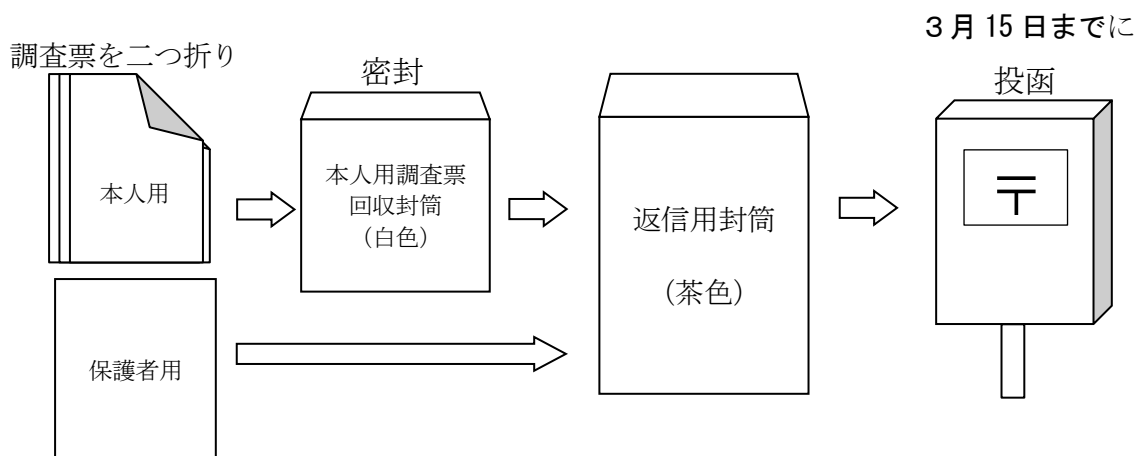 ３月15日までに
調査票を二つ折り
密封
投函
本人用
本人用調査票
回収封筒
（白色）
返信用封筒
（茶色）
〒
保護者用